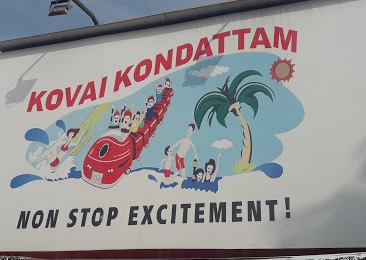 KOVAI KONDATTAM
NON STOP EXCITEMENT!